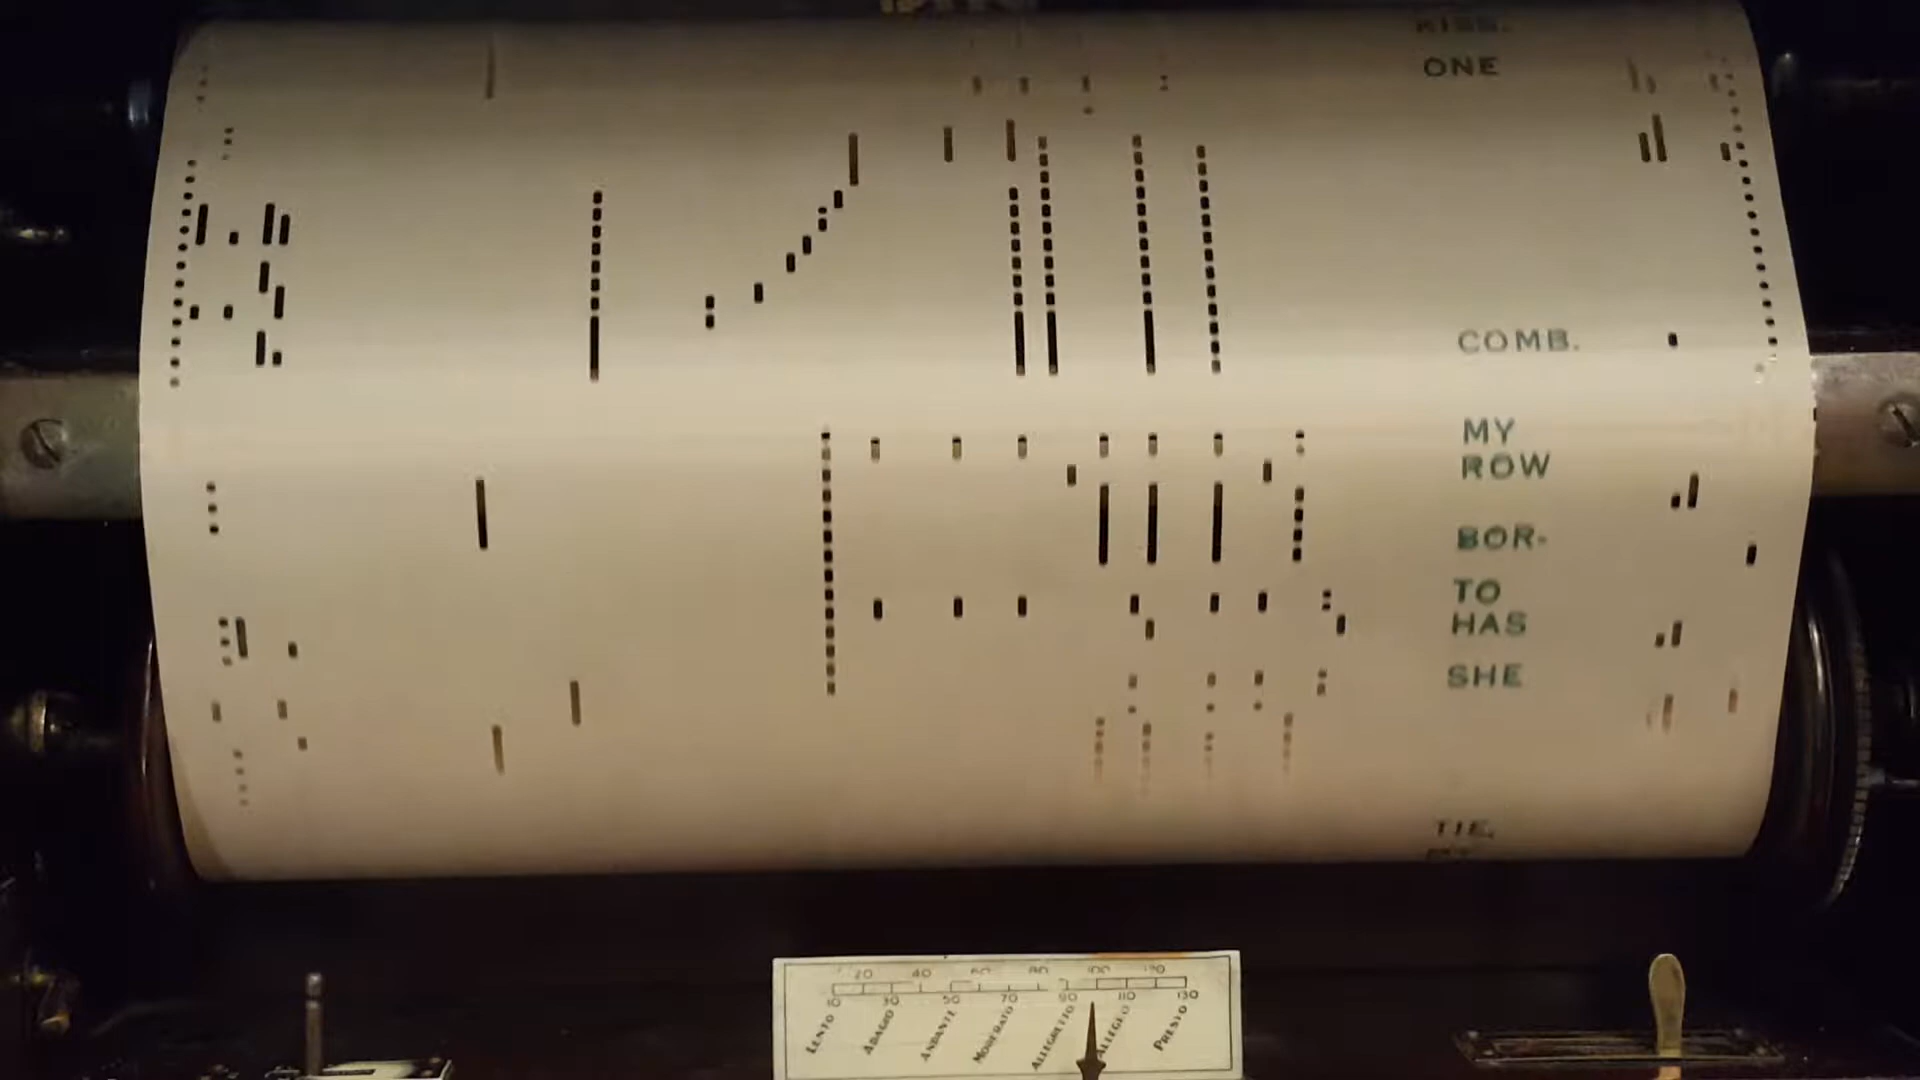 KISS.
ONE
COMB.
MY
ROW
BOR-
TO
HAS
SHE
TIE,
20 40 60 80 100 120
10 30 50 70 90 110 130
LENTO ADAGIO ANDANTE MODERATO ALLEGRETTO ALLEGRO PRESTO